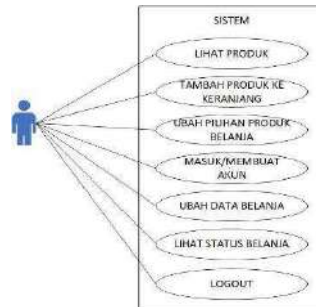 SISTEM
LIHAT PRODUK
TAMBAH PRODUK KE
KERANJANG
UBAH PILIHAN PRODUK
BELANJA
MASUK/MEMBUAT
AKUN
UBAH DATA BELANJA
LIHAT STATUS BELANJA
LOGOUT